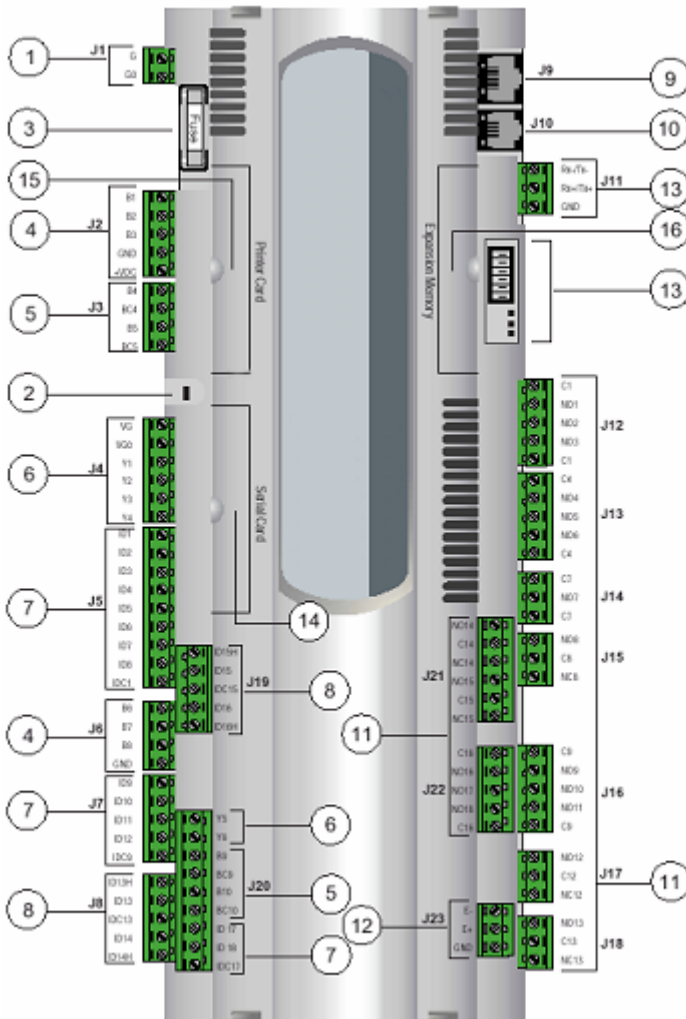 1
J1
G
G0
3
Fuse
15
4
J2
B1
B2
B3
GND
+VDC
5
J3
B4
BC4
B5
BC5
2
6
J4
VG
VG0
Y1
Y2
Y3
Y4
7
J5
ID1
ID2
ID3
ID4
ID5
ID6
ID7
ID8
IDC1
4
J6
B6
B7
B8
GND
7
J7
ID9
ID10
ID11
ID12
IDC9
8
J8
ID13H
ID13
IDC13
ID14
ID14H
Printer Card
Serial Card
14
J19
ID15H
ID15
IDC15
ID16
ID16H
8
Y5
Y6
6
J20
B9
BC9
B10
BC10
5
ID 17
ID 18
IDC17
7
Expansion Memory
J9
9
J10
10
Rx-/Tx-
Rx+/Tx+
GND
J11
13
16
13
C1
NO1
NO2
NO3
C1
J12
C4
NO4
NO5
NO6
C4
J13
C7
NO7
C7
J14
NO8
C8
NC8
J15
J21
NO14
C14
NC14
NO15
C15
NC15
11
J22
C16
NO16
NO17
NO18
C16
C9
NO9
NO10
NO11
C9
J16
NO12
C12
NC12
J17
11
NO13
C13
NC13
J18
12
J23
E-
E+
GND